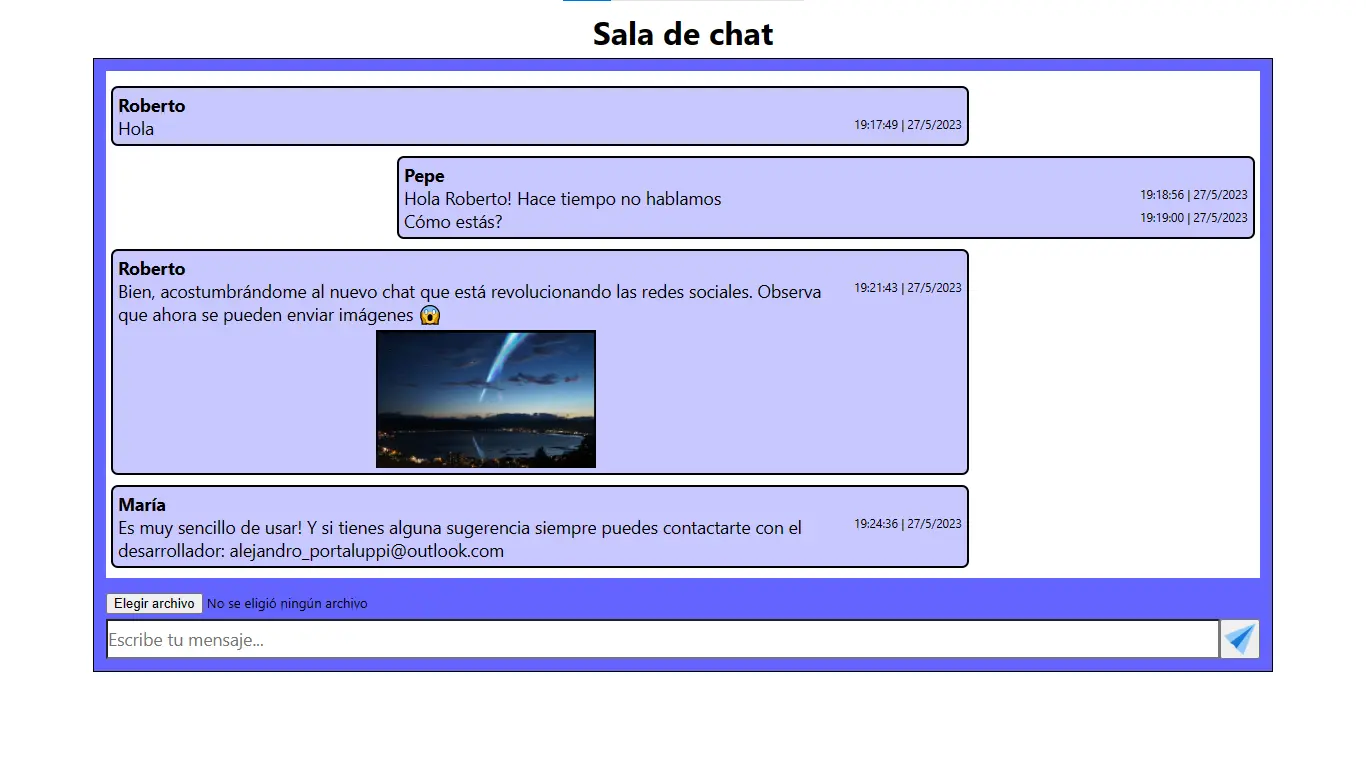 Sala de chat
Roberto
Hola
19:17:49 | 27/5/2023
Pepe
Hola Roberto! Hace tiempo no hablamos
19:18:56 | 27/5/2023
Cómo estás?
19:19:00 | 27/5/2023
Roberto
Bien, acostumbrándome al nuevo chat que está revolucionando las redes sociales. Observa
19:21:43 | 27/5/2023
que ahora se pueden enviar imágenes 😱
María
Es muy sencillo de usar! Y si tienes alguna sugerencia siempre puedes contactarte con el
19:24:36 | 27/5/2023
desarrollador: alejandro_portaluppi@outlook.com
Elegir archivo No se eligió ningún archivo
Escribe tu mensaje...